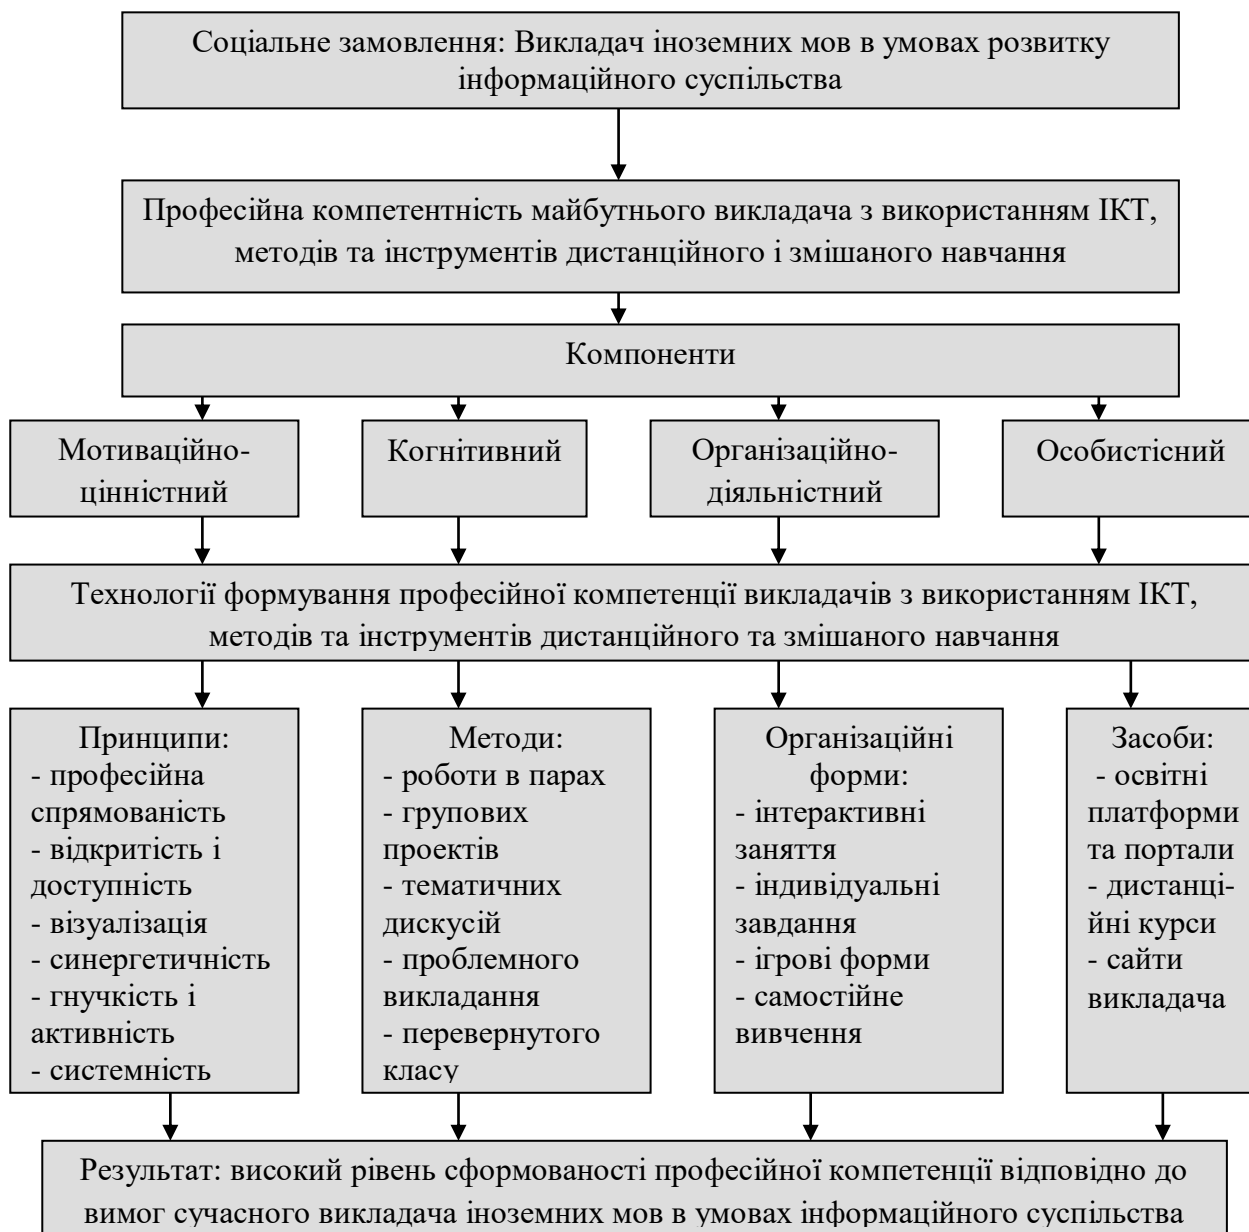 Соціальне замовлення: Викладач іноземних мов в умовах розвитку
інформаційного суспільства
Професійна компетентність майбутнього викладача з використанням ІКТ,
методів та інструментів дистанційного і змішаного навчання
Компоненти
Мотиваційно-
цінністний
Когнітивний
Організаційно-
діяльністний
Особистісний
Технології формування професійної компетенції викладачів з використанням ІКТ,
методів та інструментів дистанційного та змішаного навчання
Принципи:
- професійна
спрямованість
- відкритість і
доступність
- візуалізація
- синергетичність
- гнучкість і
активність
- системність
Методи:
- роботи в парах
- групових
проектів
- тематичних
дискусій
- проблемного
викладання
- перевернутого
класу
Організаційні
форми:
- інтерактивні
заняття
- індивідуальні
завдання
- ігрові форми
- самостійне
вивчення
Засоби:
- освітні
платформи
та портали
- дистанці-
йні курси
- сайти
викладача
Результат: високий рівень сформованості професійної компетенції відповідно до
вимог сучасного викладача іноземних мов в умовах інформаційного суспільства